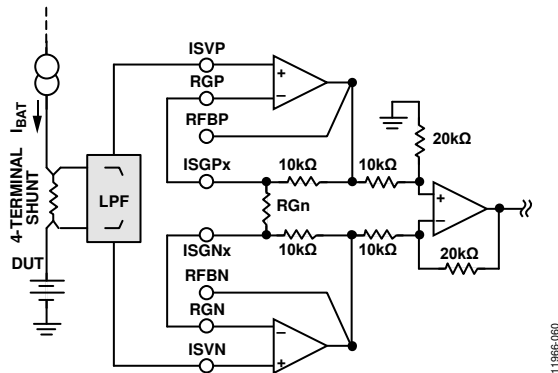 ISVP
RGP
RFBP
ISGPx
10kΩ
10kΩ
20kΩ
IBAT
4-TERMINAL
SHUNT
LPF
RGn
+
−
+
−
ISGNx
10kΩ
10kΩ
20kΩ
RFBN
DUT
RGN
−
+
ISVN
11966-060